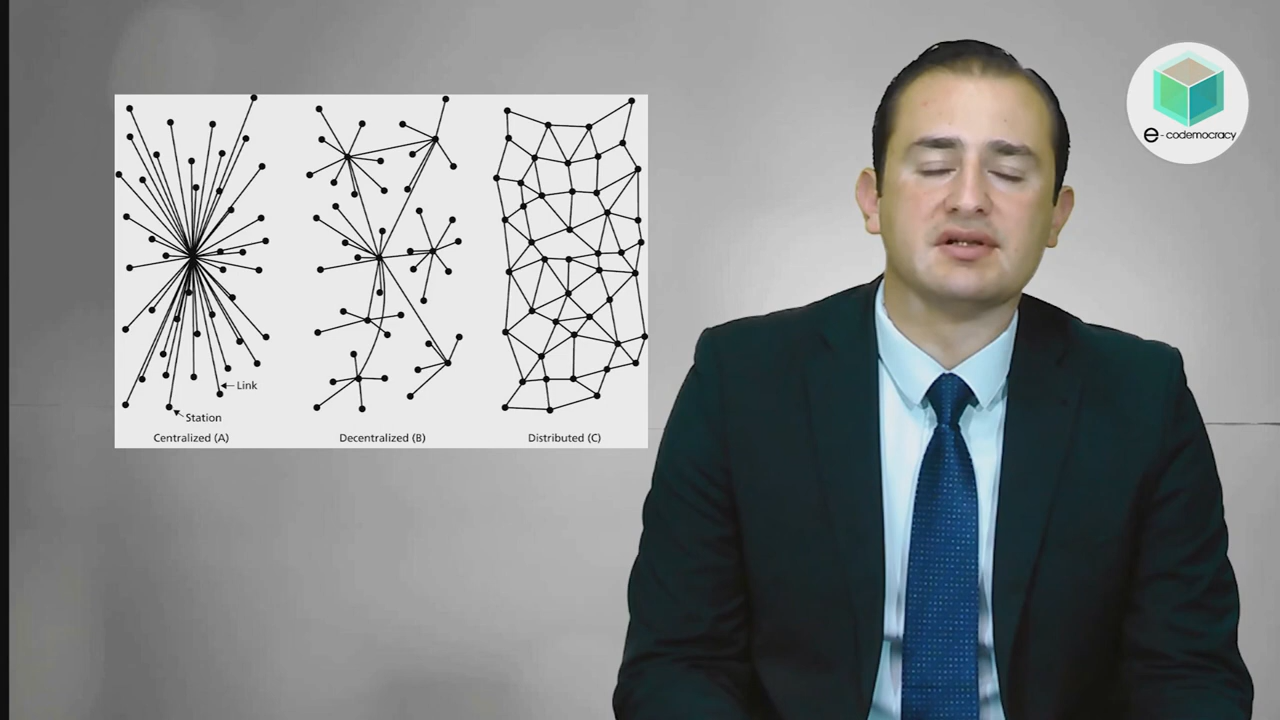 Link
Station
Centralized (A)
Decentralized (B)
Distributed (C)
e-codemocracy